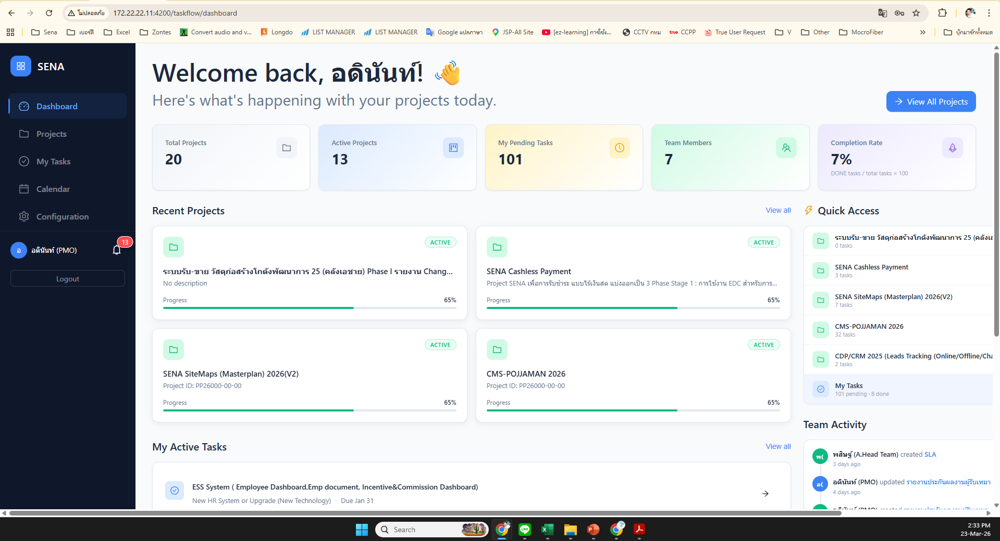 ไม่ปลอดภัย
172.22.22.11:4200/taskflow/dashboard
Sena
เบอร์ดี
Excel
Zontes
Convert audio and v...
Longdo
LIST MANAGER
LIST MANAGER
Google แปลภาษา
JSP-All Site
[ez-learning] การใช้ง...
CCTV กทม
true CCPP
True User Request
V
Other
MocroFiber
บุ๊กมาร์กทั้งหมด
SENA
Dashboard
Projects
My Tasks
Calendar
Configuration
อ
อดินันท์ (PMO)
13
Logout
Welcome back, อดินันท์! 👋
Here's what's happening with your projects today.
View All Projects
Total Projects
20
Active Projects
13
My Pending Tasks
101
Team Members
7
Completion Rate
7%
DONE tasks / total tasks × 100
Recent Projects
View all
ACTIVE
ระบบรับ-ขาย วัสดุก่อสร้างโกดังพัฒนาการ 25 (คลังเอชาย) Phase I รายงาน Chang...
No description
Progress
65%
ACTIVE
SENA Cashless Payment
Project SENA เพื่อการรับชำระ แบบไร้เงินสด แบ่งออกเป็น 3 Phase Stage 1 : การใช้งาน EDC สำหรับการ...
Progress
65%
ACTIVE
SENA SiteMaps (Masterplan) 2026(V2)
Project ID: PP26000-00-00
Progress
65%
ACTIVE
CMS-POJJAMAN 2026
Project ID: PP26000-00-00
Progress
65%
My Active Tasks
View all
ESS System ( Employee Dashboard,Emp document, Incentive&Commission Dashboard)
New HR System or Upgrade (New Technology) · Due Jan 31
Quick Access
ระบบรับ-ขาย วัสดุก่อสร้างโกดังพัฒนาการ 25 (คลังเอ
0 tasks
SENA Cashless Payment
3 tasks
SENA SiteMaps (Masterplan) 2026(V2)
7 tasks
CMS-POJJAMAN 2026
32 tasks
CDP/CRM 2025 (Leads Tracking (Online/Offline/Cha
2 tasks
My Tasks
101 pending · 8 done
Team Activity
พ(
พสิษฐ์ (A.Head Team) created SLA
3 days ago
อ(
อดินันท์ (PMO) updated รายงานประกันผลงานผู้รับเหมา
4 days ago
Search
2:33 PM
23-Mar-26